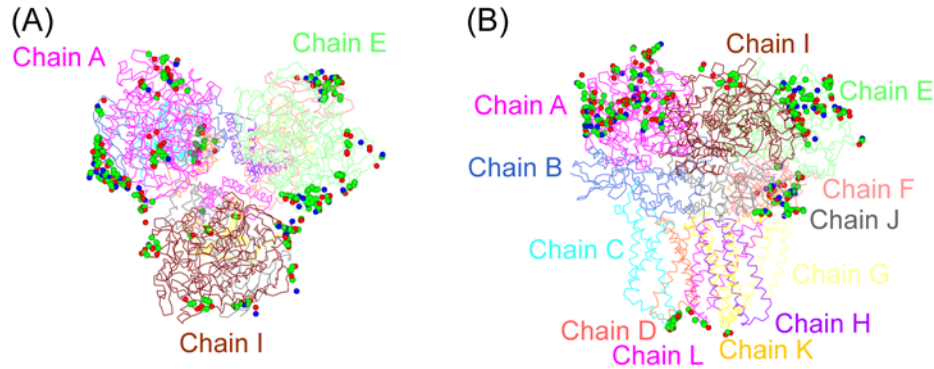 (A)
Chain A
Chain E
Chain I
(B)
Chain I
Chain A
Chain E
Chain B
Chain F
Chain J
Chain C
Chain G
Chain D
Chain H
Chain L
Chain K